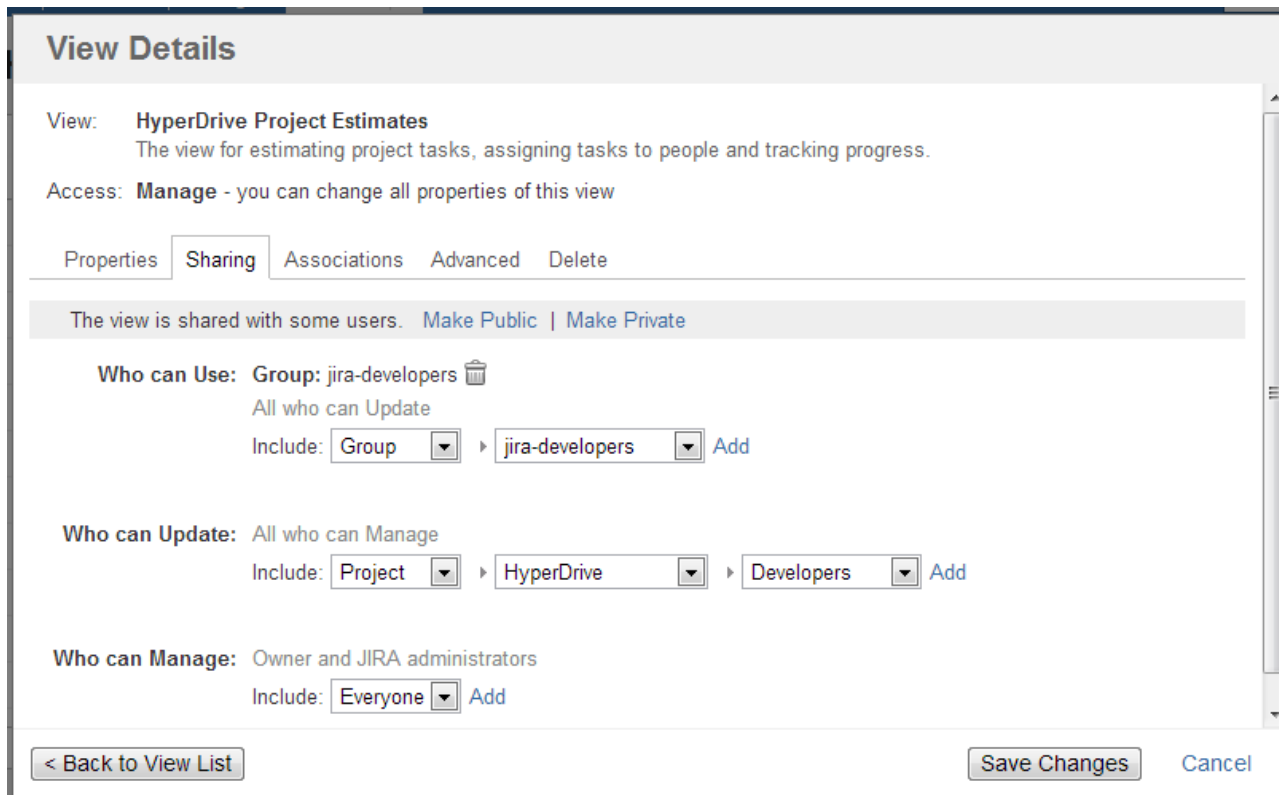 View Details
View: HyperDrive Project Estimates
The view for estimating project tasks, assigning tasks to people and tracking progress.
Access: Manage - you can change all properties of this view
Properties Sharing Associations Advanced Delete
The view is shared with some users. Make Public | Make Private
Who can Use: Group: jira-developers
All who can Update
Include: Group jira-developers Add
Who can Update: All who can Manage
Include: Project HyperDrive Developers Add
Who can Manage: Owner and JIRA administrators
Include: Everyone Add
< Back to View List Save Changes Cancel